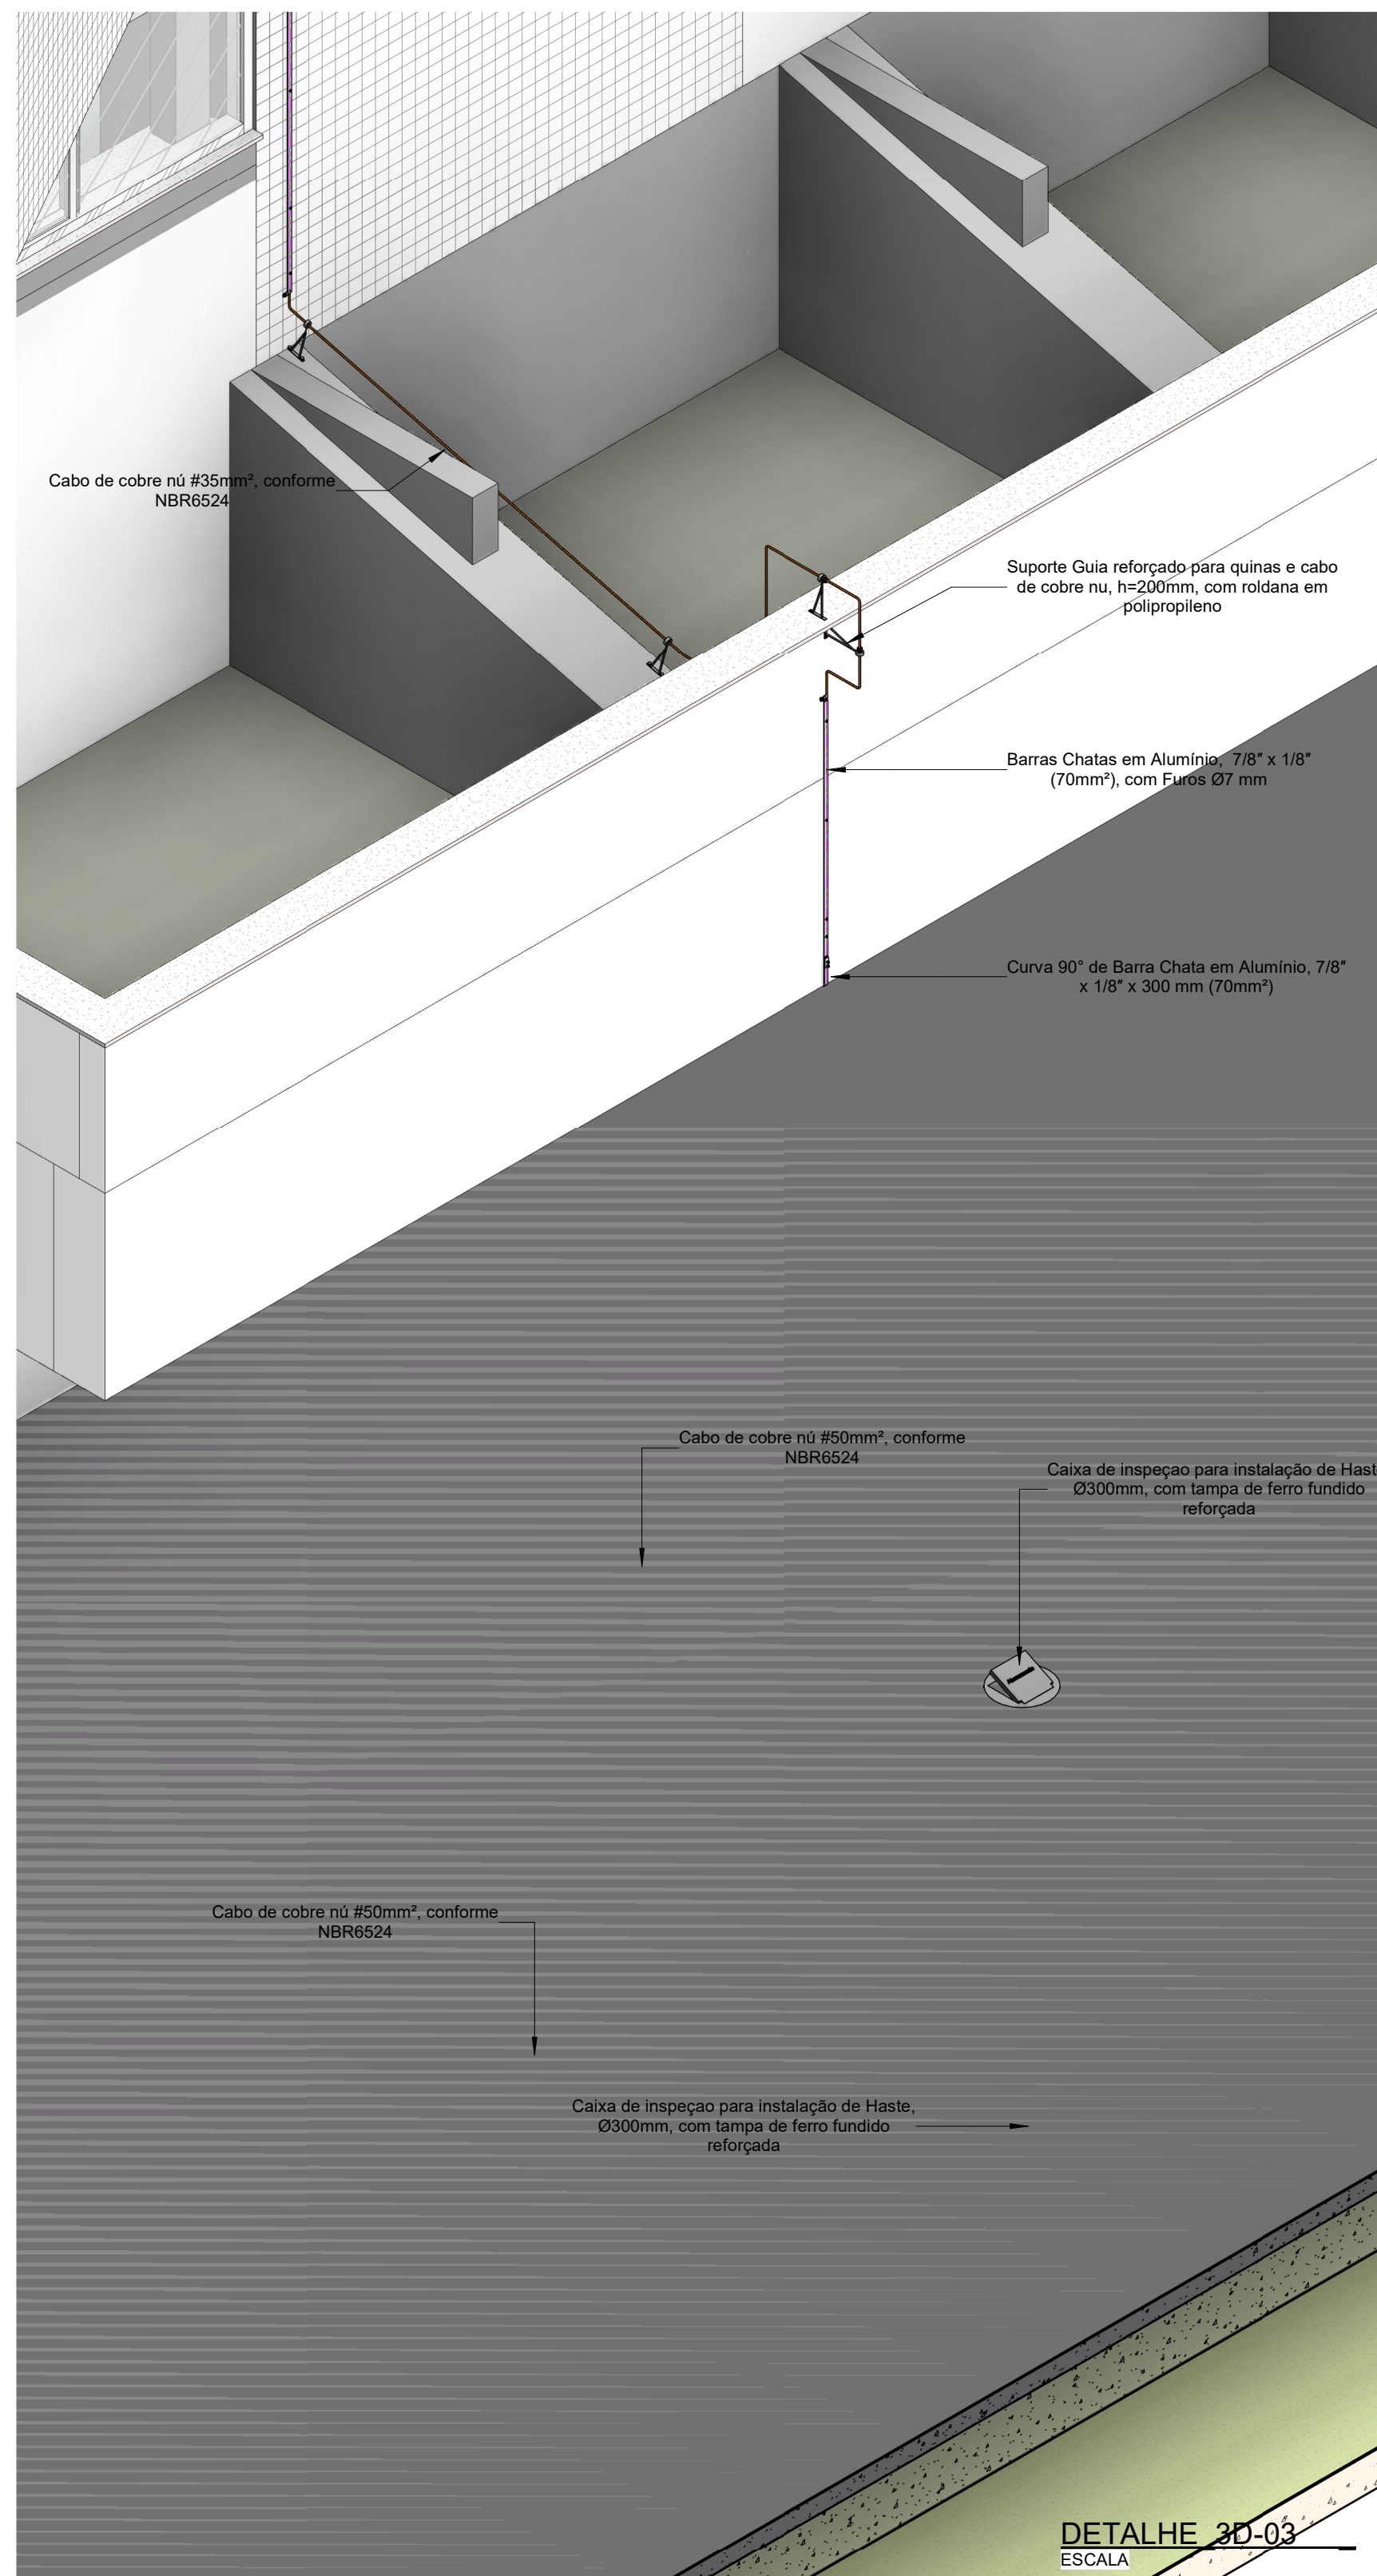 Cabo de cobre nú #35mm², conforme
NBR6524
Suporte Guia reforçado para quinas e cabo
de cobre nu, h=200mm, com roldana em
polipropileno
Barras Chatas em Alumínio, 7/8" x 1/8"
(70mm²), com Furos Ø7 mm
Curva 90° de Barra Chata em Alumínio, 7/8"
x 1/8" x 300 mm (70mm²)
Cabo de cobre nú #50mm², conforme
NBR6524
Caixa de inspeçao para instalação de Hast
Ø300mm, com tampa de ferro fundido
reforçada
Cabo de cobre nú #50mm², conforme
NBR6524
Caixa de inspeçao para instalação de Haste,
Ø300mm, com tampa de ferro fundido
reforçada
DETALHE 3D-03
ESCALA